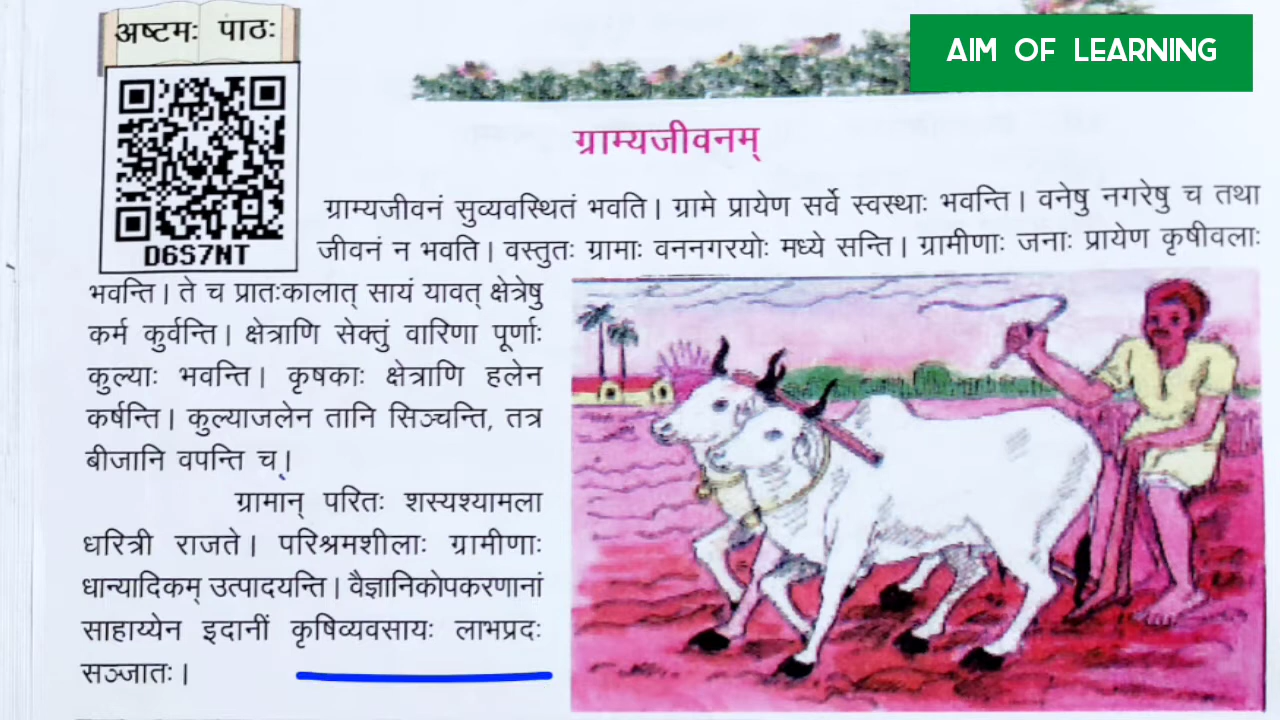 अष्टमः पाठः
AIM OF LEARNING
D6S7NT
ग्राम्यजीवनम्
ग्राम्यजीवनं सुव्यवस्थितं भवति। ग्रामे प्रायेण सर्वे स्वस्थाः भवन्ति। वनेषु नगरेषु च तथा
जीवनं न भवति। वस्तुतः ग्रामाः वननगरयोः मध्ये सन्ति। ग्रामीणाः जनाः प्रायेण कृषीवलाः
भवन्ति। ते च प्रातःकालात् सायं यावत् क्षेत्रेषु
कर्म कुर्वन्ति। क्षेत्राणि सेक्तुं वारिणा पूर्णाः
कुल्याः भवन्ति। कृषकाः क्षेत्राणि हलेन
कर्षन्ति। कुल्याजलेन तानि सिञ्चन्ति, तत्र
बीजानि वपन्ति च।
ग्रामान् परितः शस्यश्यामला
धरित्री राजते। परिश्रमशीलाः ग्रामीणाः
धान्यादिकम् उत्पादयन्ति। वैज्ञानिकोपकरणानां
साहाय्येन इदानीं कृषिव्यवसायः लाभप्रदः
सञ्जातः।